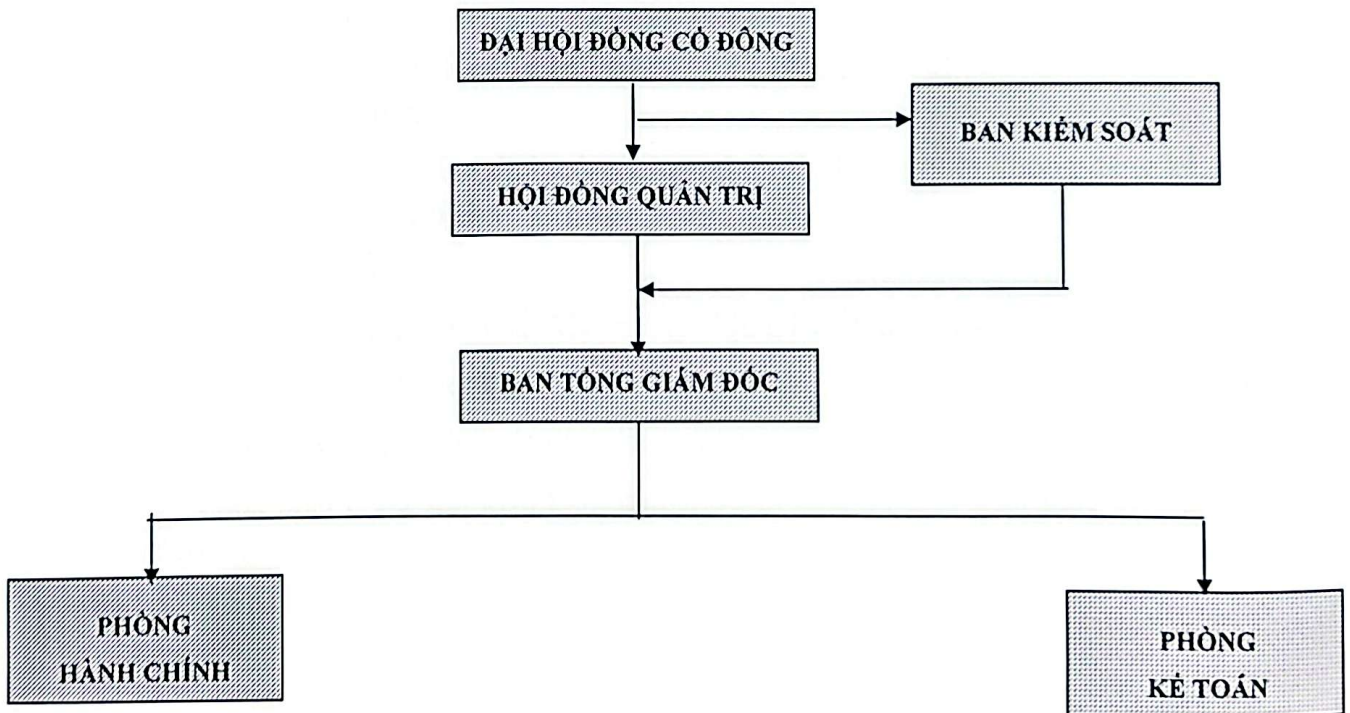 ĐẠI HỘI ĐỒNG CỔ ĐÔNG
BAN KIỂM SOÁT
HỘI ĐỒNG QUẢN TRỊ
BAN TỔNG GIÁM ĐỐC
PHÒNG
HÀNH CHÍNH
PHÒNG
KẾ TOÁN